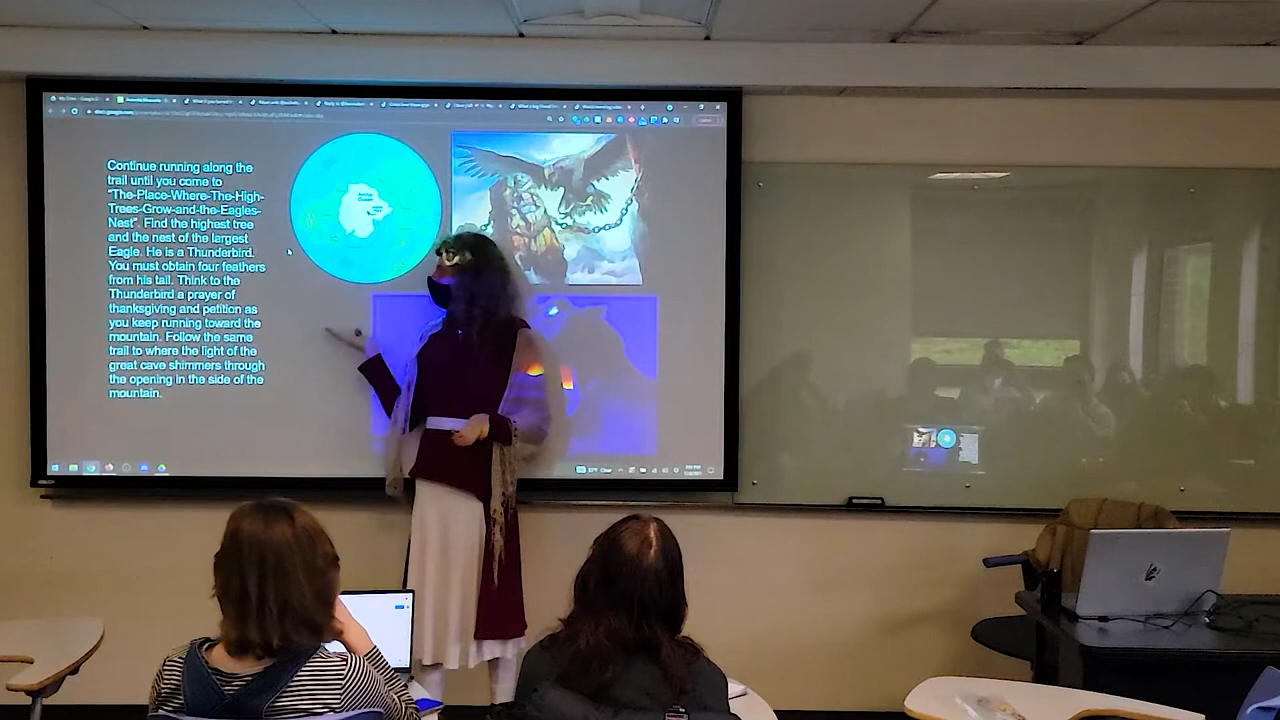 Continue running along the
trail until you come to
"The-Place-Where-The-High-
Trees-Grow-and-the-Eagles-
Nest". Find the highest tree
and the nest of the largest
Eagle. He is a Thunderbird.
You must obtain four feathers
from his tail. Think to the
Thunderbird a prayer of
thanksgiving and petition as
you keep running toward the
mountain. Follow the same
trail to where the light of the
great cave shimmers through
the opening in the side of the
mountain.